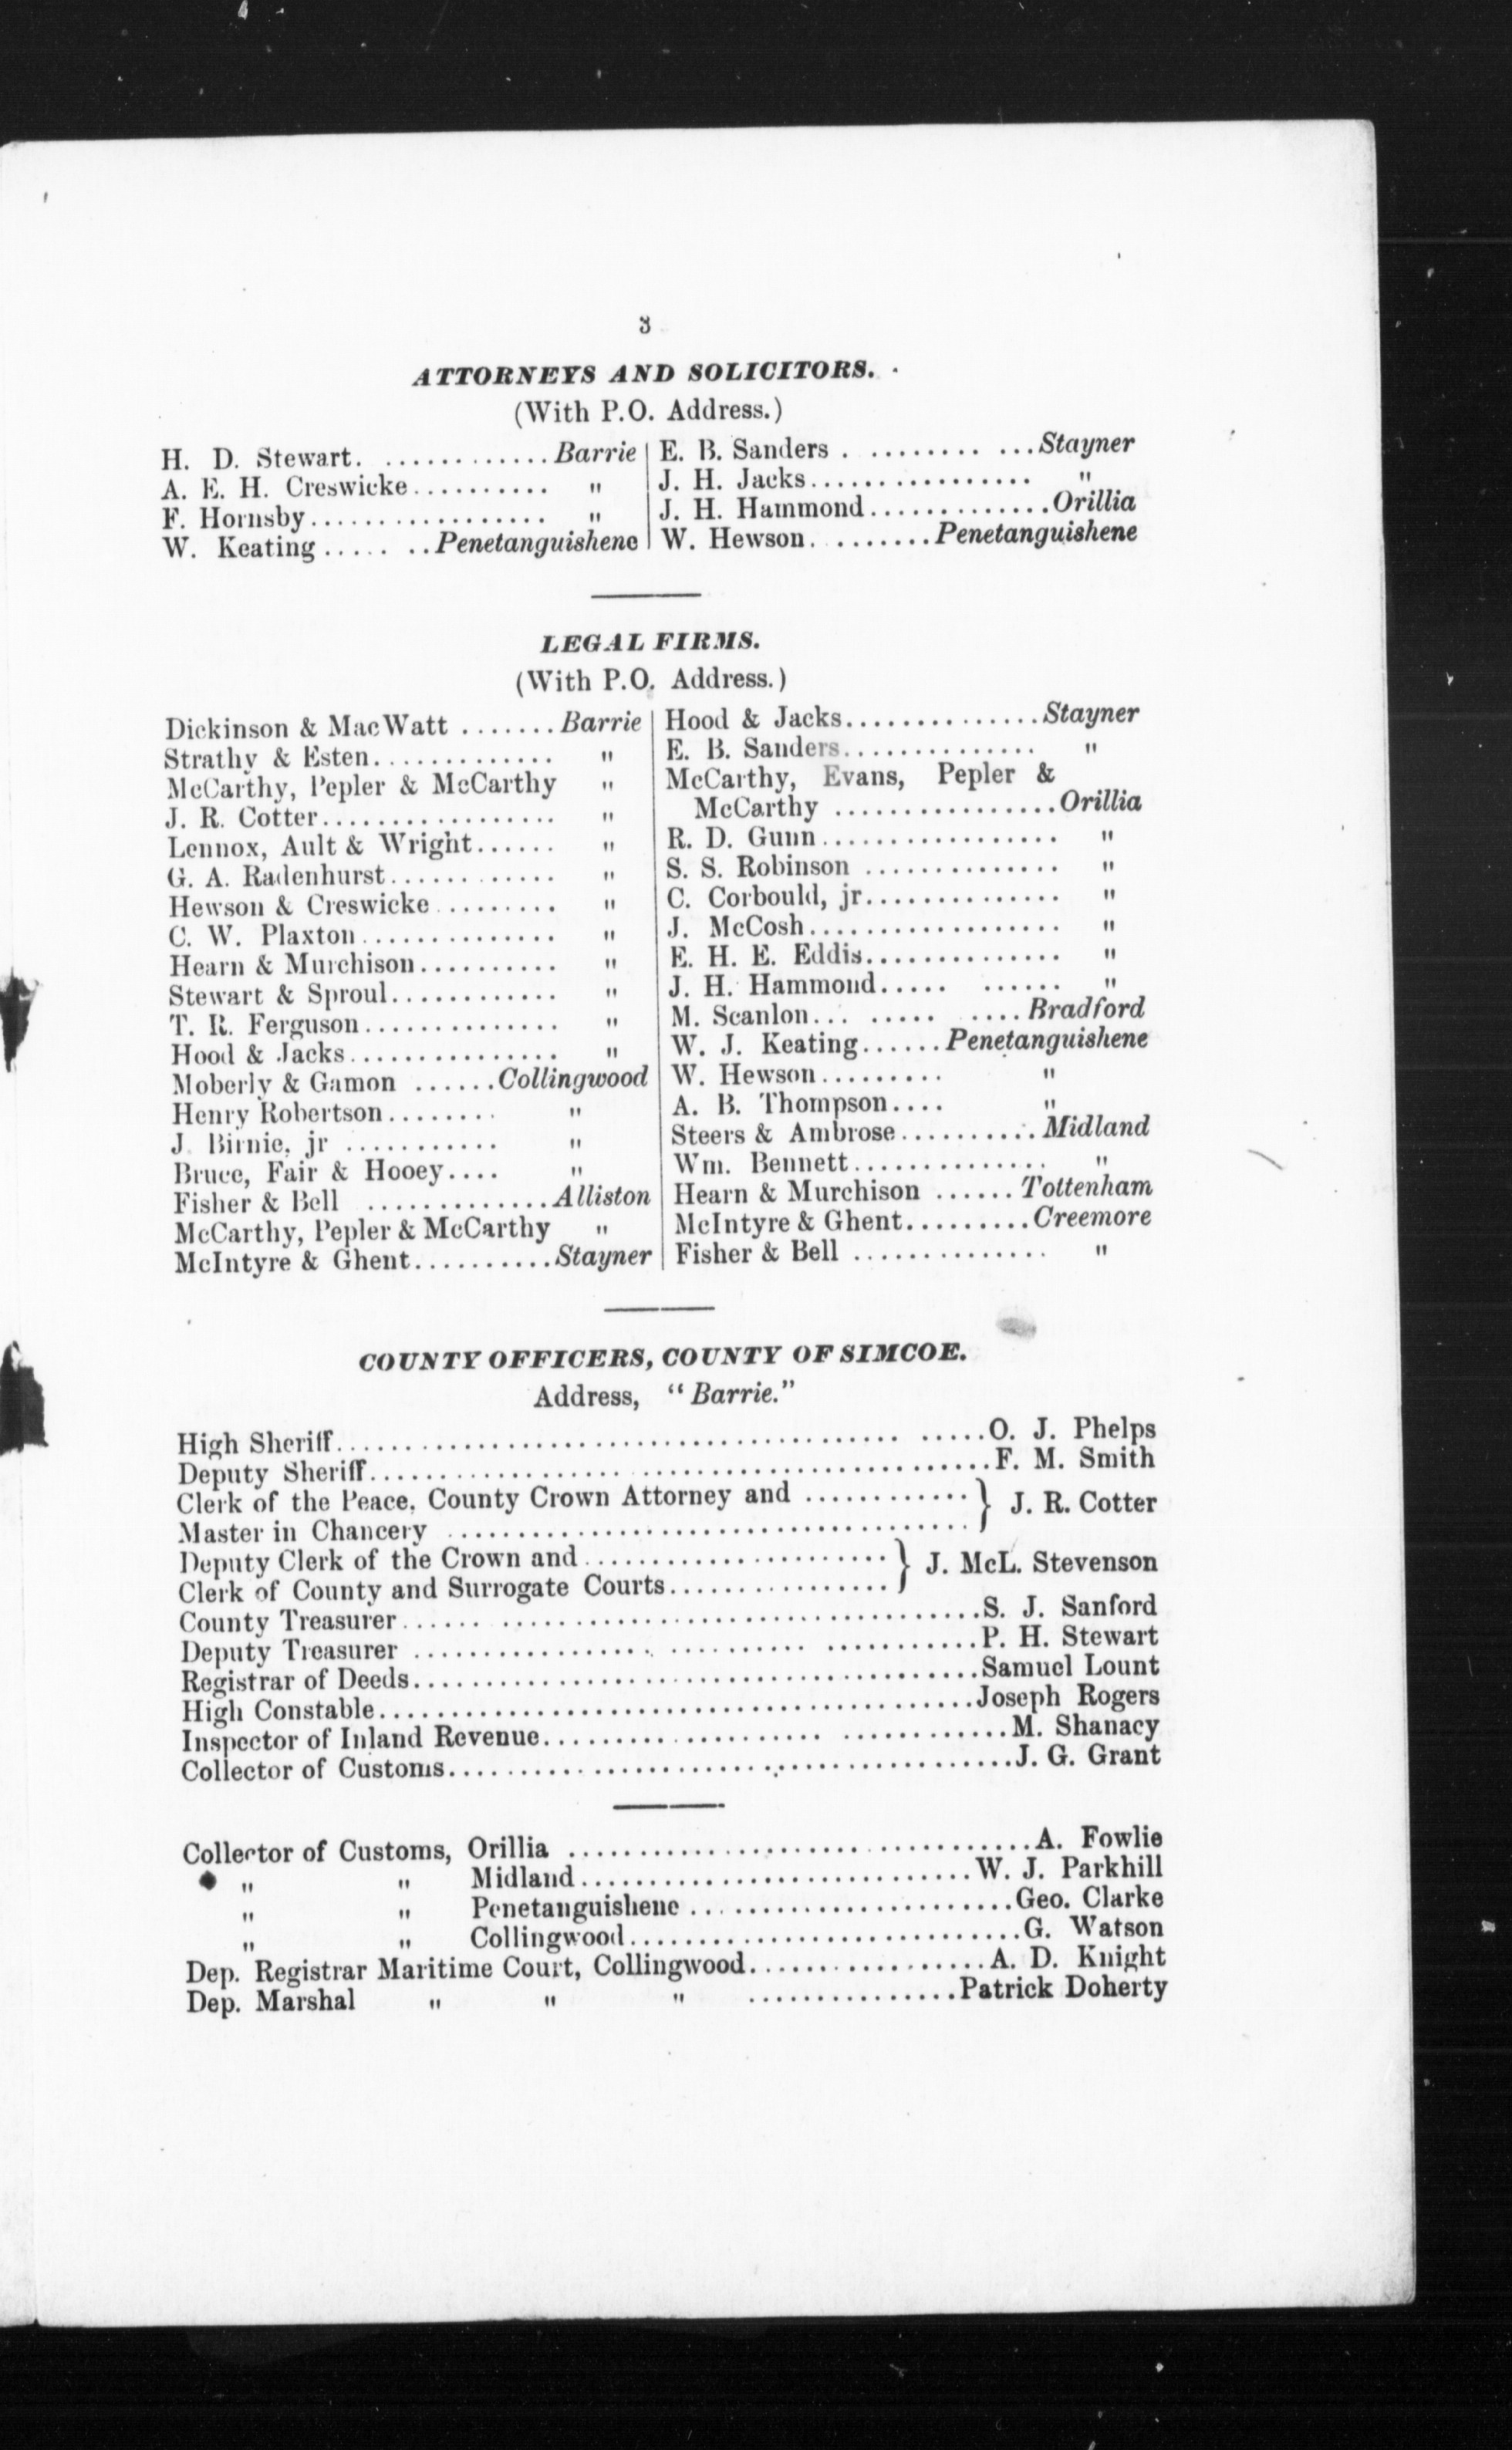 3
ATTORNEYS AND SOLICITORS.
(With P.O. Address.)
H. D. Stewart. ............ Barrie
A. E. H. Creswicke.......... "
F. Hornsby.................. "
W. Keating ..... .. Penetanguishene
E. B. Sanders . ......... ... Stayner
J. H. Jacks................. "
J. H. Hammond.............. Orillia
W. Hewson. ........ Penetanguishene
LEGAL FIRMS.
(With P.O. Address.)
Dickinson & MacWatt ....... Barrie
Strathy & Esten.............. "
McCarthy, Pepler & McCarthy "
J. R. Cotter.................. "
Lennox, Ault & Wright...... "
G. A. Radenhurst............. "
Hewson & Creswicke ......... "
C. W. Plaxton............... "
Hearn & Murchison.......... "
Stewart & Sproul............ "
T. R. Ferguson.............. "
Hood & Jacks................ "
Moberly & Gamon ...... Collingwood
Henry Robertson........ "
J. Birnie, jr ........... "
Bruce, Fair & Hooey.... "
Fisher & Bell .............. Alliston
McCarthy, Pepler & McCarthy "
McIntyre & Ghent.......... Stayner
Hood & Jacks.............. Stayner
E. B. Sanders.............. "
McCarthy, Evans, Pepler &
McCarthy ................. Orillia
R. D. Gunn.................. "
S. S. Robinson .............. "
C. Corbould, jr.............. "
J. McCosh................... "
E. H. E. Eddis.............. "
J. H. Hammond..... ...... "
M. Scanlon... ..... .... Bradford
W. J. Keating...... Penetanguishene
W. Hewson......... "
A. B. Thompson.... "
Steers & Ambrose.......... Midland
Wm. Bennett.............. "
Hearn & Murchison ...... Tottenham
McIntyre & Ghent......... Creemore
Fisher & Bell .............. "
COUNTY OFFICERS, COUNTY OF SIMCOE.
Address, "Barrie."
High Sheriff.......................................... .....O. J. Phelps
Deputy Sheriff..............................................F. M. Smith
Clerk of the Peace, County Crown Attorney and ............ } J. R. Cotter
Master in Chancery ......................................
Deputy Clerk of the Crown and....................... } J. McL. Stevenson
Clerk of County and Surrogate Courts................
County Treasurer...... ...................................S. J. Sanford
Deputy Treasurer .................. .......... ...........P. H. Stewart
Registrar of Deeds.........................................Samuel Lount
High Constable............................................Joseph Rogers
Inspector of Inland Revenue.................... ............M. Shanacy
Collector of Customs.........................................J. G. Grant
Collector of Customs, Orillia ..................................A. Fowlie
" " Midland.............................W. J. Parkhill
" " Penetanguishene ........................Geo. Clarke
" " Collingwood.............................G. Watson
Dep. Registrar Maritime Court, Collingwood.................A. D. Knight
Dep. Marshal " " " ...............Patrick Doherty